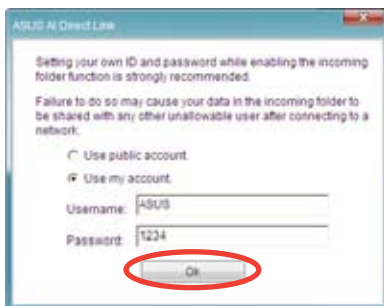 ASUS AI Direct Link
Setting your own ID and password while enabling the incoming
folder function is strongly recommended.
Failure to do so may cause your data in the incoming folder to
be shared with any other unallowable user after connecting to a
network.
Use public account.
Use my account.
Username: ASUS
Password: 1234
Ok